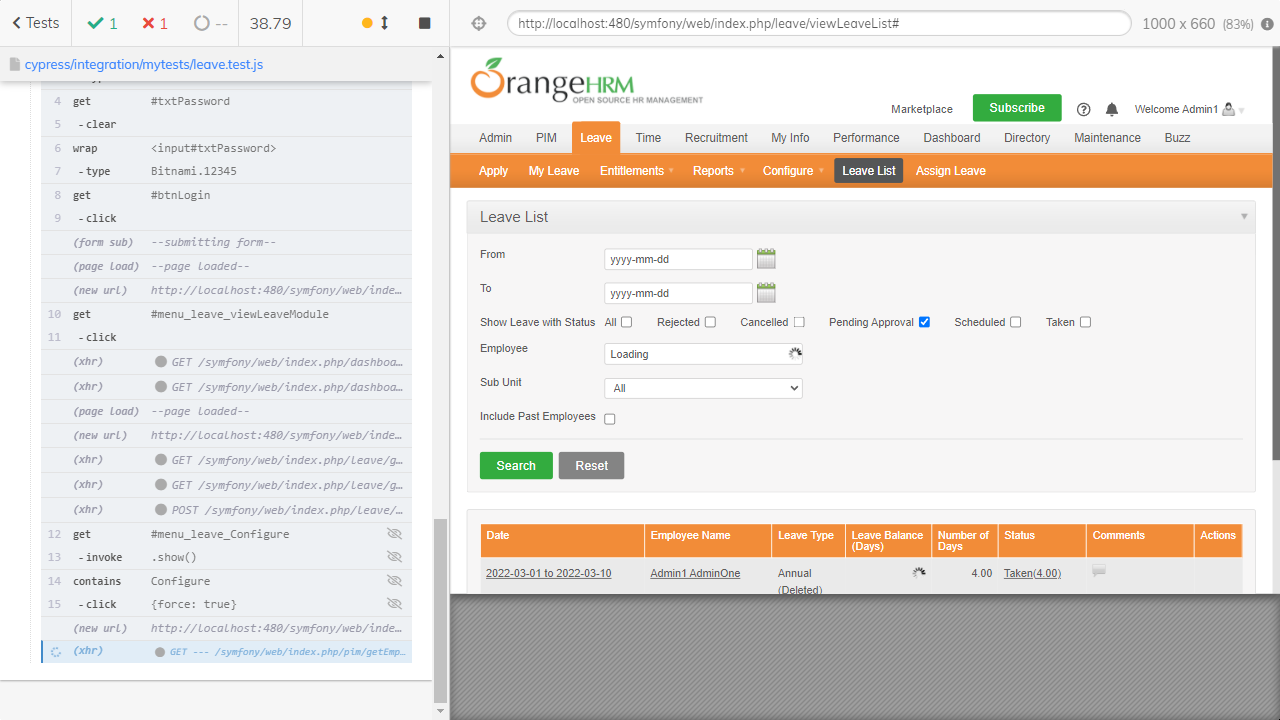 Tests
1
1
--
38.79
http://localhost:480/symfony/web/index.php/leave/viewLeaveList#
1000 x 660 (83%)
cypress/integration/mytests/leave.test.js
4 get #txtPassword
5 -clear
6 wrap <input#txtPassword>
7 -type Bitnami.12345
8 get #btnLogin
9 -click
(form sub) --submitting form--
(page load) --page loaded--
(new url) http://localhost:480/symfony/web/inde…
10 get #menu_leave_viewLeaveModule
11 -click
(xhr) GET /symfony/web/index.php/dashboa…
(xhr) GET /symfony/web/index.php/dashboa…
(page load) --page loaded--
(new url) http://localhost:480/symfony/web/inde…
(xhr) GET /symfony/web/index.php/leave/g…
(xhr) GET /symfony/web/index.php/leave/g…
(xhr) POST /symfony/web/index.php/leave/…
12 get #menu_leave_Configure
13 -invoke .show()
14 contains Configure
15 -click {force: true}
(new url) http://localhost:480/symfony/web/inde…
(xhr) GET --- /symfony/web/index.php/pim/getEmp…
OrangeHRM
OPEN SOURCE HR MANAGEMENT
Marketplace
Subscribe
Welcome Admin1
Admin PIM Leave Time Recruitment My Info Performance Dashboard Directory Maintenance Buzz
Apply My Leave Entitlements Reports Configure Leave List Assign Leave
Leave List
From yyyy-mm-dd
To yyyy-mm-dd
Show Leave with Status All Rejected Cancelled Pending Approval Scheduled Taken
Employee Loading
Sub Unit All
Include Past Employees
Search Reset
Date Employee Name Leave Type Leave Balance (Days) Number of Days Status Comments Actions
2022-03-01 to 2022-03-10 Admin1 AdminOne Annual (Deleted) 4.00 Taken(4.00)